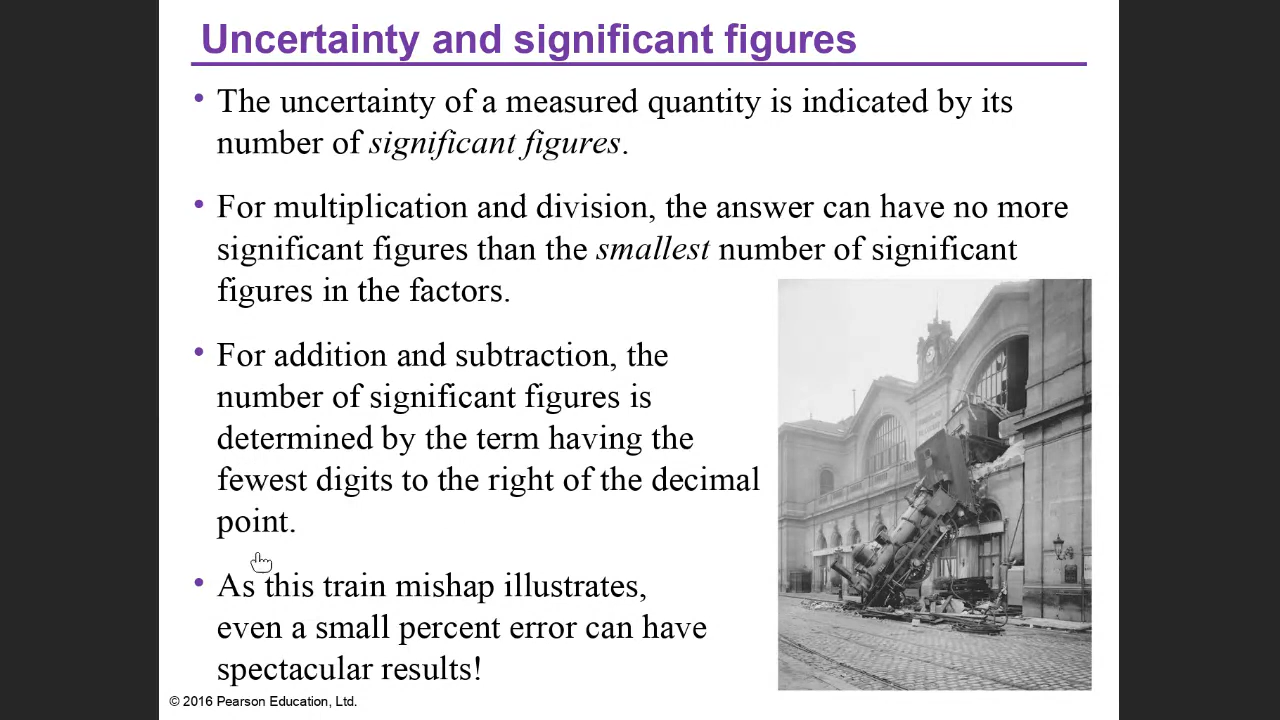 Uncertainty and significant figures
• The uncertainty of a measured quantity is indicated by its
number of significant figures.
• For multiplication and division, the answer can have no more
significant figures than the smallest number of significant
figures in the factors.
• For addition and subtraction, the
number of significant figures is
determined by the term having the
fewest digits to the right of the decimal
point.
• As this train mishap illustrates,
even a small percent error can have
spectacular results!
© 2016 Pearson Education, Ltd.